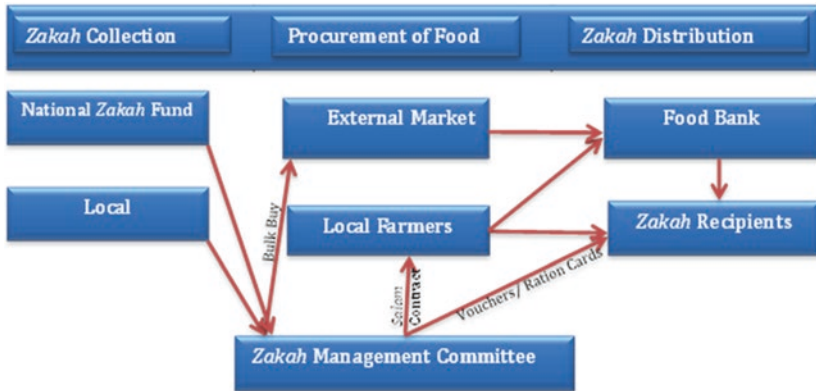 Zakah Collection
Procurement of Food
Zakah Distribution
National Zakah Fund
External Market
Food Bank
Local
Local Farmers
Zakah Recipients
Bulk Buy
Salam
Contract
Vouchers/ Ration Cards
Zakah Management Committee